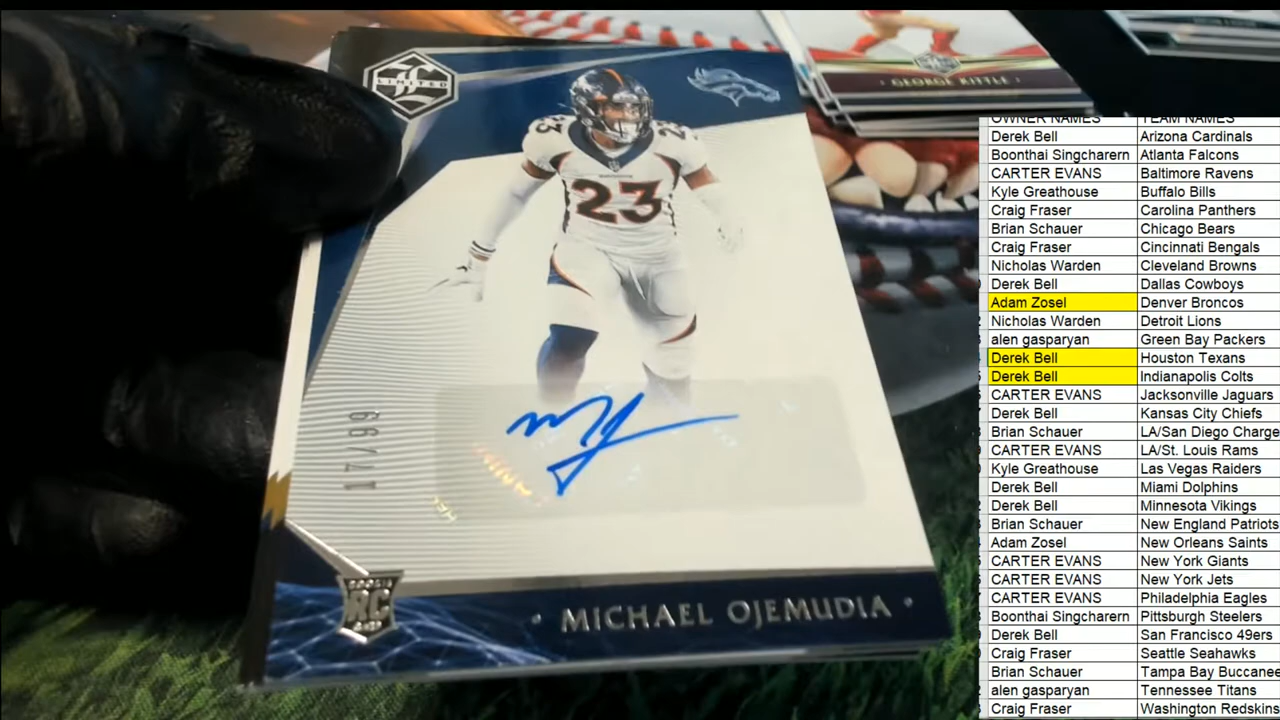 LIMITED
GEORGE KITTLE
23
23
23
17/99
ROOKIE
RC
MICHAEL OJEMUDIA
OWNER NAMES TEAM NAMES
Derek Bell Arizona Cardinals
Boonthai Singcharern Atlanta Falcons
CARTER EVANS Baltimore Ravens
Kyle Greathouse Buffalo Bills
Craig Fraser Carolina Panthers
Brian Schauer Chicago Bears
Craig Fraser Cincinnati Bengals
Nicholas Warden Cleveland Browns
Derek Bell Dallas Cowboys
Adam Zosel Denver Broncos
Nicholas Warden Detroit Lions
alen gasparyan Green Bay Packers
Derek Bell Houston Texans
Derek Bell Indianapolis Colts
CARTER EVANS Jacksonville Jaguars
Derek Bell Kansas City Chiefs
Brian Schauer LA/San Diego Charge
CARTER EVANS LA/St. Louis Rams
Kyle Greathouse Las Vegas Raiders
Derek Bell Miami Dolphins
Derek Bell Minnesota Vikings
Brian Schauer New England Patriots
Adam Zosel New Orleans Saints
CARTER EVANS New York Giants
CARTER EVANS New York Jets
CARTER EVANS Philadelphia Eagles
Boonthai Singcharern Pittsburgh Steelers
Derek Bell San Francisco 49ers
Craig Fraser Seattle Seahawks
Brian Schauer Tampa Bay Buccanee
alen gasparyan Tennessee Titans
Craig Fraser Washington Redskins